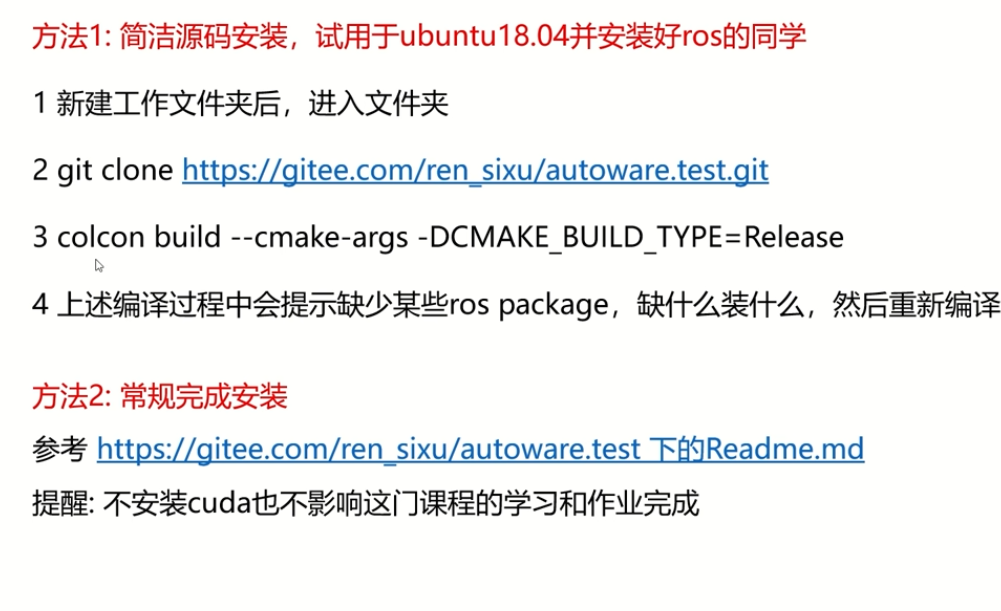 方法1: 简洁源码安装，试用于ubuntu18.04并安装好ros的同学
1 新建工作文件夹后，进入文件夹
2 git clone https://gitee.com/ren_sixu/autoware.test.git
3 colcon build --cmake-args -DCMAKE_BUILD_TYPE=Release
4 上述编译过程中会提示缺少某些ros package，缺什么装什么，然后重新编译
方法2: 常规完成安装
参考 https://gitee.com/ren_sixu/autoware.test 下的Readme.md
提醒: 不安装cuda也不影响这门课程的学习和作业完成